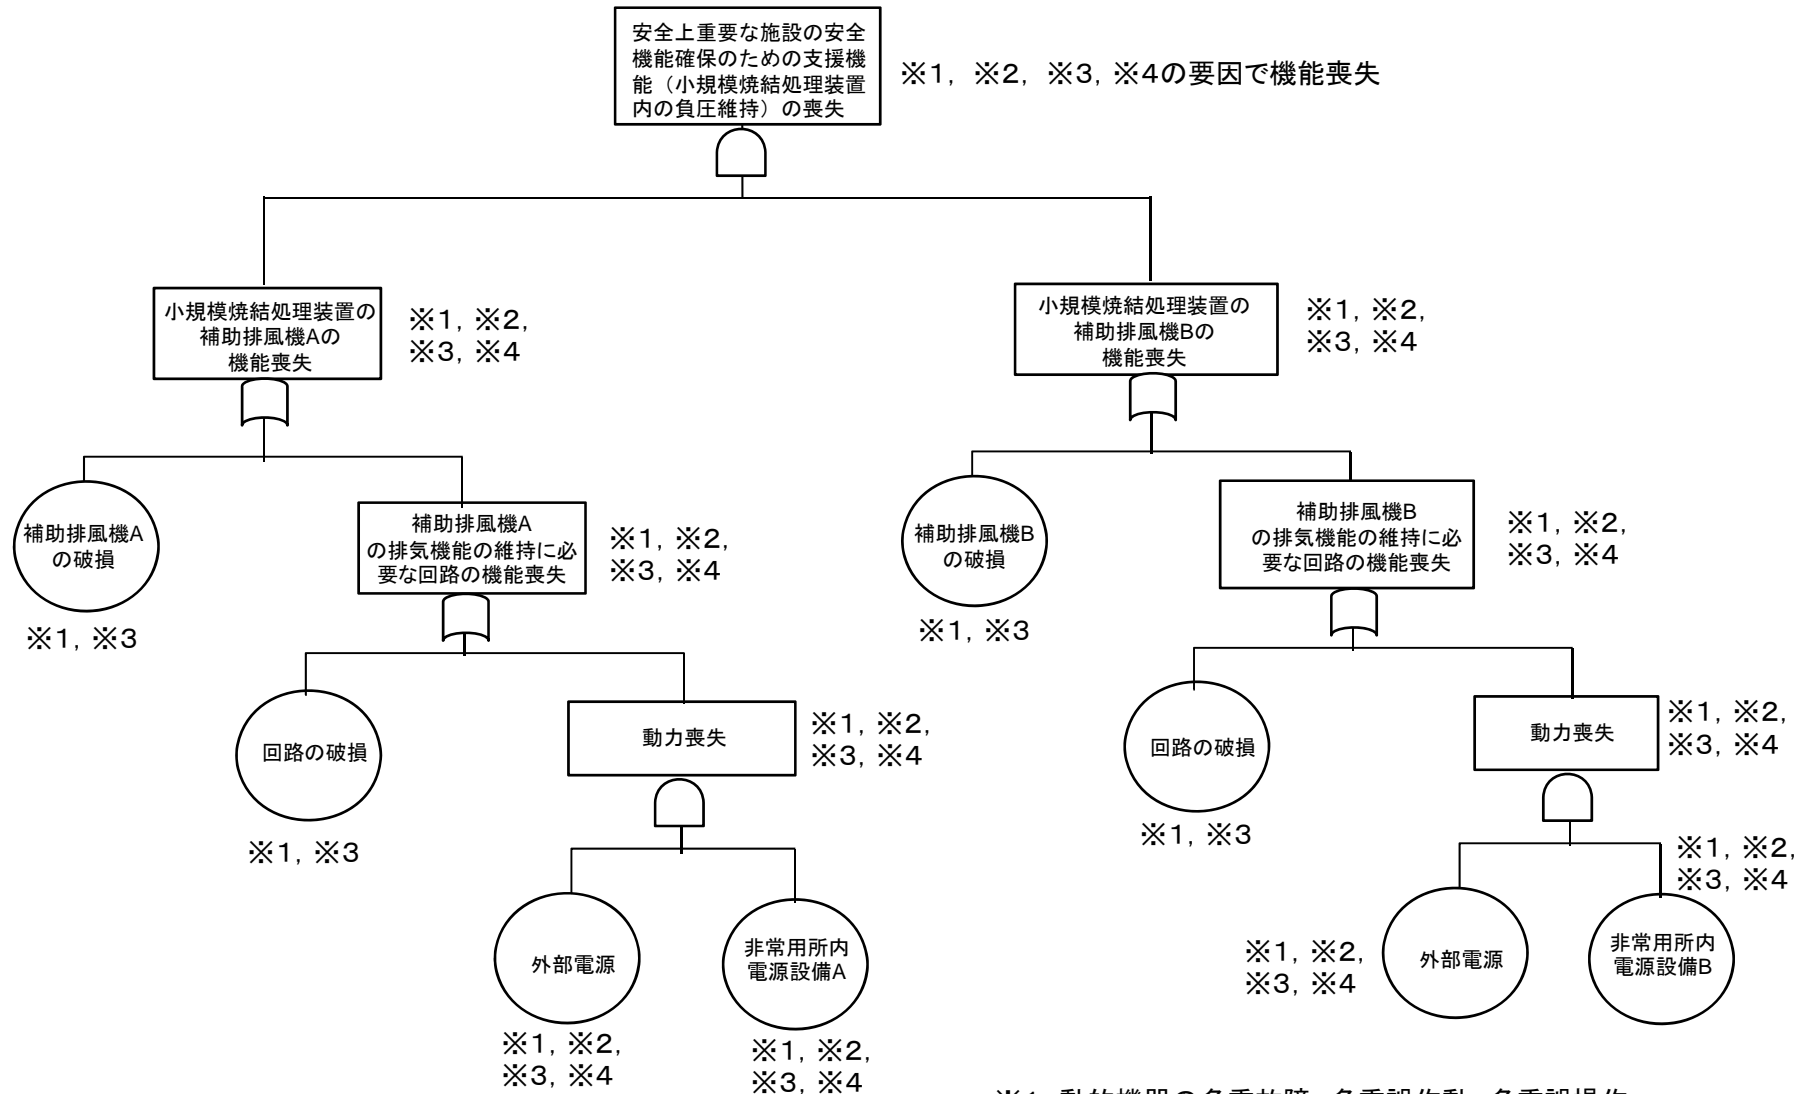 安全上重要な施設の安全
機能確保のための支援機
能（小規模焼結処理装置
内の負圧維持）の喪失
※1, ※2, ※3, ※4の要因で機能喪失
小規模焼結処理装置の
補助排風機Aの
機能喪失
※1, ※2,
※3, ※4
小規模焼結処理装置の
補助排風機Bの
機能喪失
※1, ※2,
※3, ※4
補助排風機A
の破損
※1, ※3
補助排風機A
の排気機能の維持に必
要な回路の機能喪失
※1, ※2,
※3, ※4
補助排風機B
の破損
※1, ※3
補助排風機B
の排気機能の維持に必
要な回路の機能喪失
※1, ※2,
※3, ※4
回路の破損
※1, ※3
動力喪失
※1, ※2,
※3, ※4
回路の破損
※1, ※3
動力喪失
※1, ※2,
※3, ※4
外部電源
※1, ※2,
※3, ※4
非常用所内
電源設備A
※1, ※2,
※3, ※4
外部電源
※1, ※2,
※3, ※4
非常用所内
電源設備B
※1, ※2,
※3, ※4